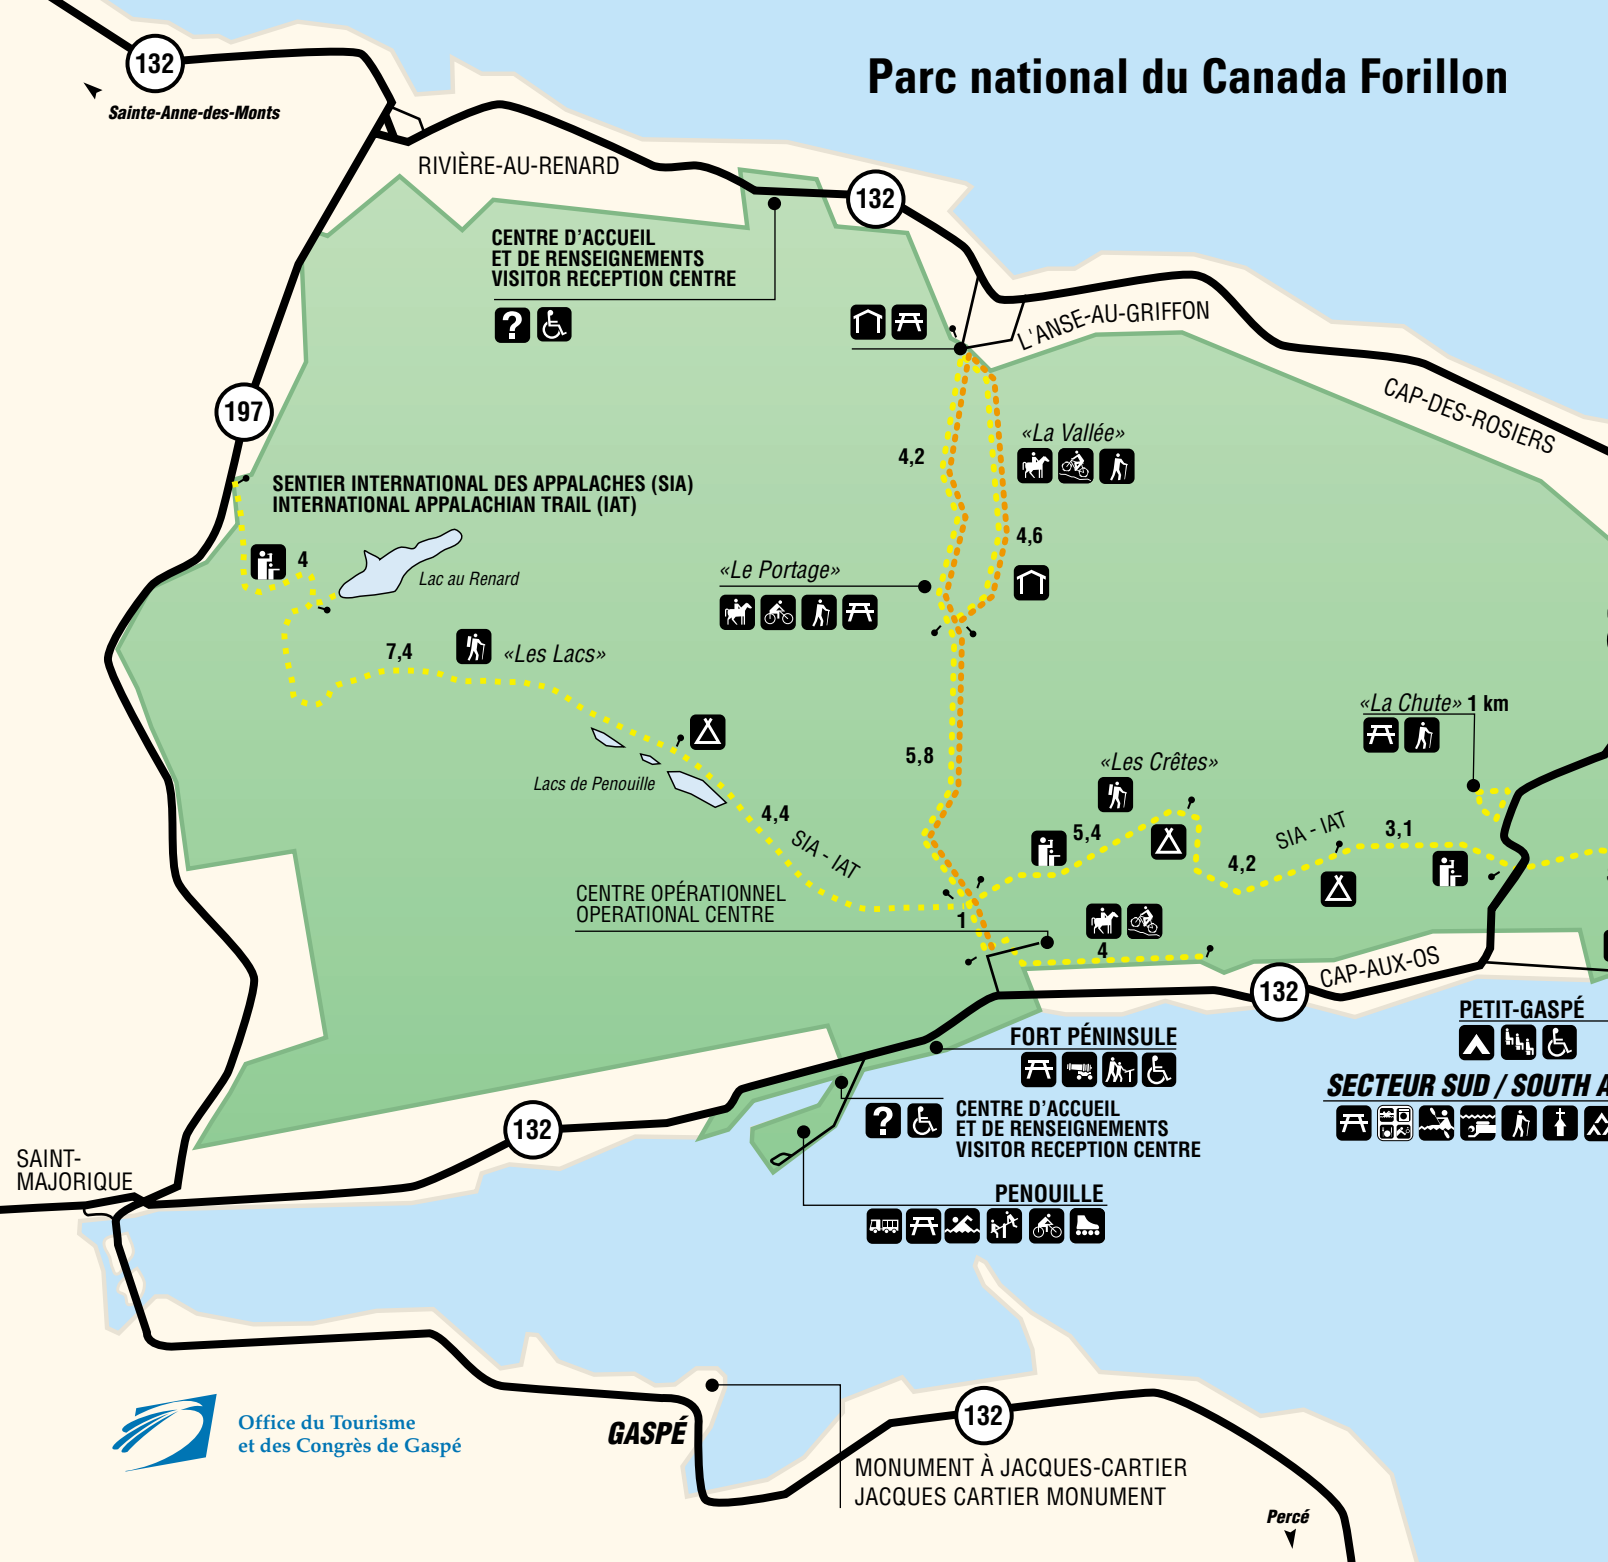 Parc national du Canada Forillon
132
Sainte-Anne-des-Monts
RIVIÈRE-AU-RENARD
132
CENTRE D'ACCUEIL
ET DE RENSEIGNEMENTS
VISITOR RECEPTION CENTRE
?
L'ANSE-AU-GRIFFON
CAP-DES-ROSIERS
197
«La Vallée»
4,2
SENTIER INTERNATIONAL DES APPALACHES (SIA)
INTERNATIONAL APPALACHIAN TRAIL (IAT)
4,6
4
Lac au Renard
«Le Portage»
7,4
«Les Lacs»
«La Chute» 1 km
5,8
«Les Crêtes»
Lacs de Penouille
4,4
SIA - IAT
5,4
SIA - IAT
3,1
4,2
CENTRE OPÉRATIONNEL
OPERATIONAL CENTRE
1
4
CAP-AUX-OS
132
PETIT-GASPÉ
FORT PÉNINSULE
SECTEUR SUD / SOUTH A
?
CENTRE D'ACCUEIL
ET DE RENSEIGNEMENTS
VISITOR RECEPTION CENTRE
132
SAINT-
MAJORIQUE
PENOUILLE
Office du Tourisme
et des Congrès de Gaspé
GASPÉ
132
MONUMENT À JACQUES-CARTIER
JACQUES CARTIER MONUMENT
Percé